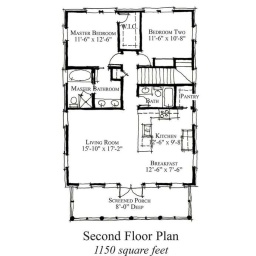 W.I.C.
MASTER BEDROOM
11'-6" x 12'-6"
BEDROOM TWO
11'-6" x 10'-8"
MASTER BATHROOM
BATH
PANTRY
LIVING ROOM
15'-10" x 17'-2"
KITCHEN
12'-6" x 9'-8"
BREAKFAST
12'-6" x 7'-6"
SCREENED PORCH
8'-0" DEEP
Second Floor Plan
1150 square feet